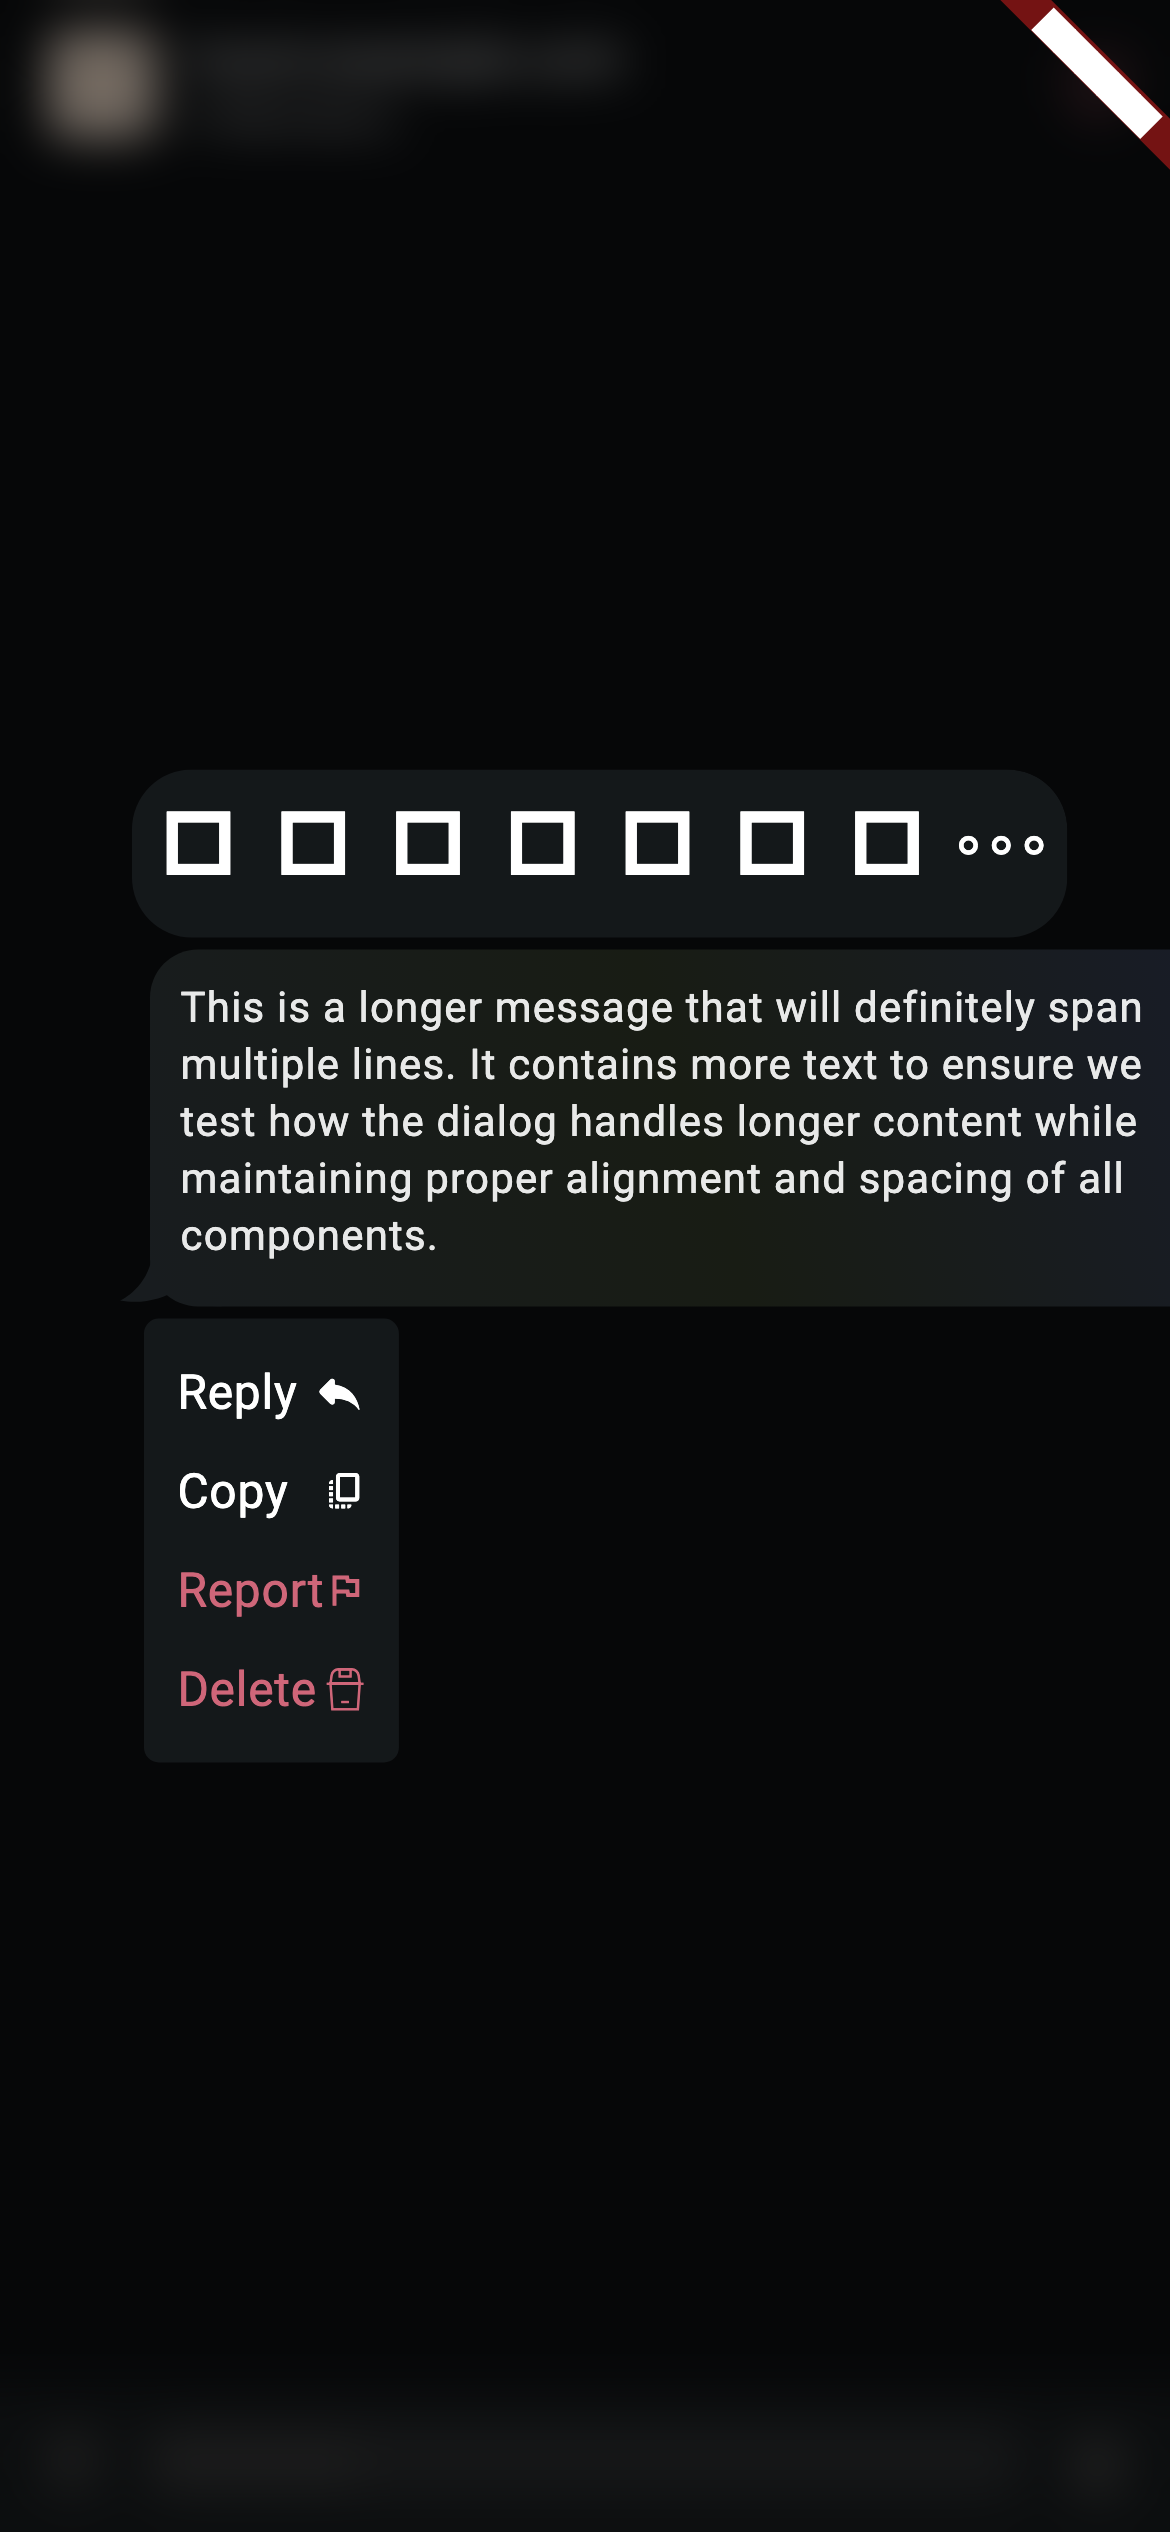 This is a longer message that will definitely span
multiple lines. It contains more text to ensure we
test how the dialog handles longer content while
maintaining proper alignment and spacing of all
components.
Reply
Copy
Report
Delete